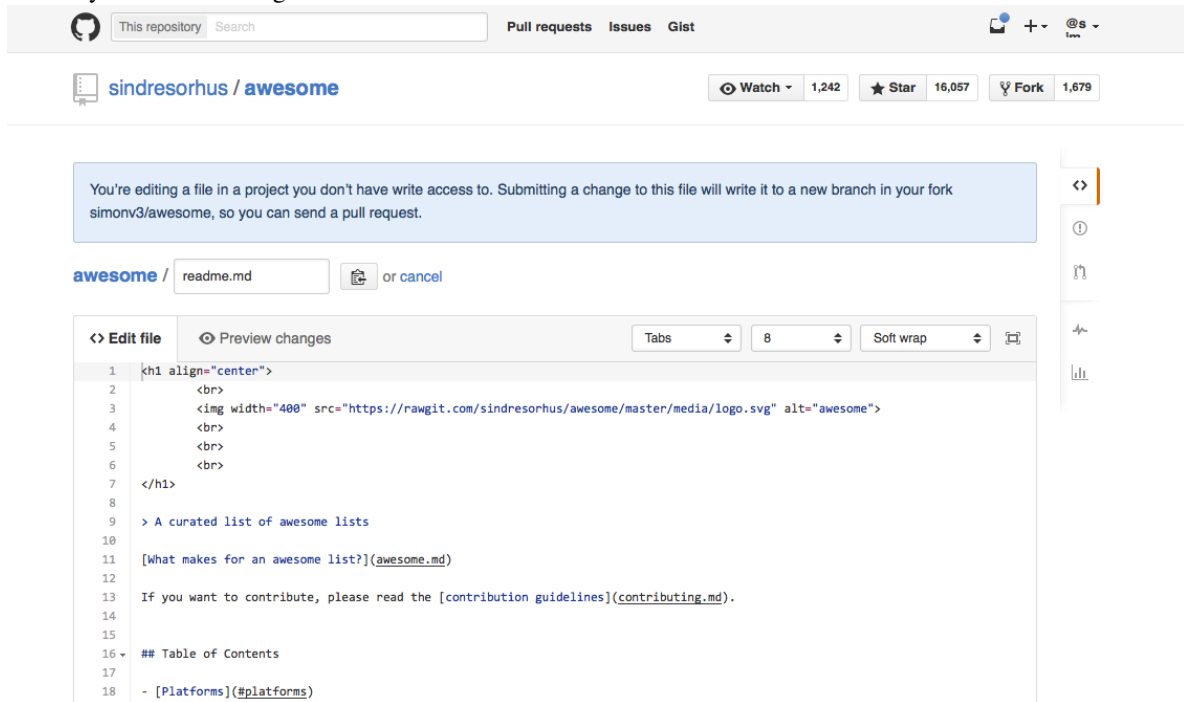 This repository Search Pull requests Issues Gist @s
sindresorhus / awesome Watch 1,242 Star 16,057 Fork 1,679
You're editing a file in a project you don't have write access to. Submitting a change to this file will write it to a new branch in your fork
simonv3/awesome, so you can send a pull request.
awesome / readme.md or cancel
<> Edit file Preview changes Tabs 8 Soft wrap
1 <h1 align="center">
2 <br>
3 <img width="400" src="https://rawgit.com/sindresorhus/awesome/master/media/logo.svg" alt="awesome">
4 <br>
5 <br>
6 <br>
7 </h1>
8
9 > A curated list of awesome lists
10
11 [What makes for an awesome list?](awesome.md)
12
13 If you want to contribute, please read the [contribution guidelines](contributing.md).
14
15
16 ## Table of Contents
17
18 - [Platforms](#platforms)